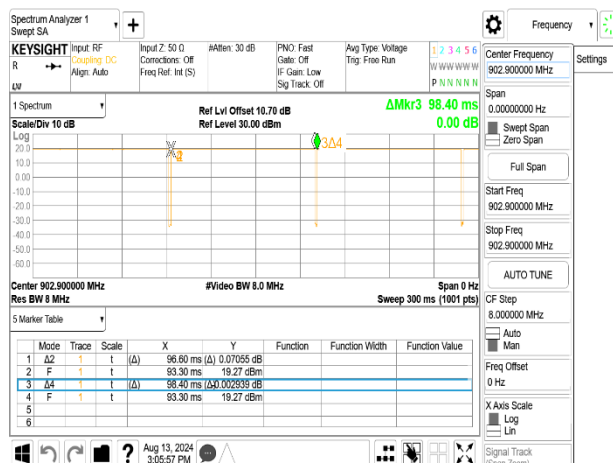 Spectrum Analyzer 1
Swept SA
+
Frequency
Settings
KEYSIGHT
R
Input: RF
Coupling: DC
Align: Auto
Input Z: 50 Ω
Corrections: Off
Freq Ref: Int (S)
#Atten: 30 dB
PNO: Fast
Gate: Off
IF Gain: Low
Sig Track: Off
Avg Type: Voltage
Trig: Free Run
1 2 3 4 5 6
W W W W W W
P N N N N N
Center Frequency
902.900000 MHz
Span
0.00000000 Hz
Swept Span
Zero Span
Full Span
Start Freq
902.900000 MHz
Stop Freq
902.900000 MHz
AUTO TUNE
CF Step
8.000000 MHz
Auto
Man
Freq Offset
0 Hz
X Axis Scale
Log
Lin
Signal Track
(Span Zoom)
1 Spectrum
Scale/Div 10 dB
Ref Lvl Offset 10.70 dB
Ref Level 30.00 dBm
ΔMkr3 98.40 ms
0.00 dB
Log
20.0
10.0
0.00
-10.0
-20.0
-30.0
-40.0
-50.0
-60.0
3Δ4
Center 902.900000 MHz
Res BW 8 MHz
#Video BW 8.0 MHz
Span 0 Hz
Sweep 300 ms (1001 pts)
5 Marker Table
Mode Trace Scale X Y Function Function Width Function Value
1 Δ2 1 t (Δ) 96.60 ms (Δ) 0.07055 dB
2 F 1 t 93.30 ms 19.27 dBm
3 Δ4 1 t (Δ) 98.40 ms (Δ) -0.002939 dB
4 F 1 t 93.30 ms 19.27 dBm
5
6
?
Aug 13, 2024
3:05:57 PM